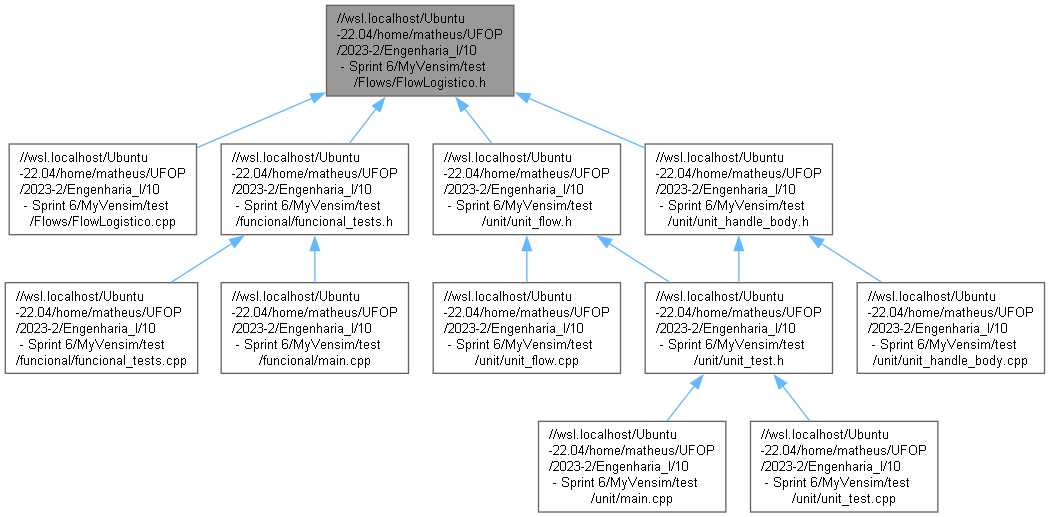 //wsl.localhost/Ubuntu
-22.04/home/matheus/UFOP
/2023-2/Engenharia_I/10
- Sprint 6/MyVensim/test
/Flows/FlowLogistico.h
//wsl.localhost/Ubuntu
-22.04/home/matheus/UFOP
/2023-2/Engenharia_I/10
- Sprint 6/MyVensim/test
/Flows/FlowLogistico.cpp
//wsl.localhost/Ubuntu
-22.04/home/matheus/UFOP
/2023-2/Engenharia_I/10
- Sprint 6/MyVensim/test
/funcional/funcional_tests.h
//wsl.localhost/Ubuntu
-22.04/home/matheus/UFOP
/2023-2/Engenharia_I/10
- Sprint 6/MyVensim/test
/unit/unit_flow.h
//wsl.localhost/Ubuntu
-22.04/home/matheus/UFOP
/2023-2/Engenharia_I/10
- Sprint 6/MyVensim/test
/unit/unit_handle_body.h
//wsl.localhost/Ubuntu
-22.04/home/matheus/UFOP
/2023-2/Engenharia_I/10
- Sprint 6/MyVensim/test
/funcional/funcional_tests.cpp
//wsl.localhost/Ubuntu
-22.04/home/matheus/UFOP
/2023-2/Engenharia_I/10
- Sprint 6/MyVensim/test
/funcional/main.cpp
//wsl.localhost/Ubuntu
-22.04/home/matheus/UFOP
/2023-2/Engenharia_I/10
- Sprint 6/MyVensim/test
/unit/unit_flow.cpp
//wsl.localhost/Ubuntu
-22.04/home/matheus/UFOP
/2023-2/Engenharia_I/10
- Sprint 6/MyVensim/test
/unit/unit_test.h
//wsl.localhost/Ubuntu
-22.04/home/matheus/UFOP
/2023-2/Engenharia_I/10
- Sprint 6/MyVensim/test
/unit/unit_handle_body.cpp
//wsl.localhost/Ubuntu
-22.04/home/matheus/UFOP
/2023-2/Engenharia_I/10
- Sprint 6/MyVensim/test
/unit/main.cpp
//wsl.localhost/Ubuntu
-22.04/home/matheus/UFOP
/2023-2/Engenharia_I/10
- Sprint 6/MyVensim/test
/unit/unit_test.cpp